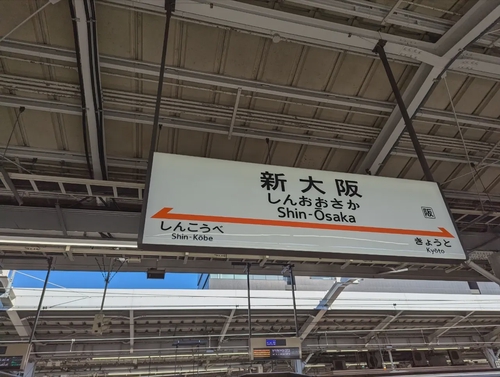 新大阪
しんおおさか
Shin-Ōsaka
阪
しんこうべ
Shin-Kōbe
きょうと
Kyōto